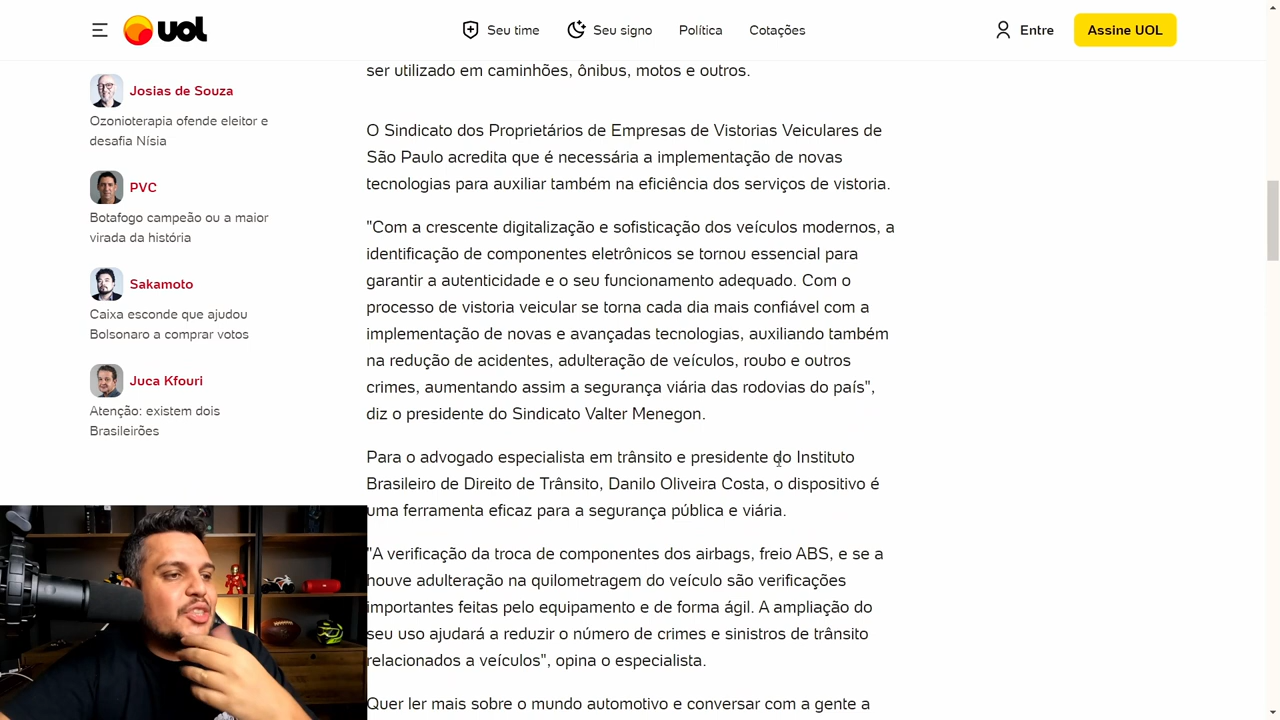 uol
Seu time
Seu signo
Política
Cotações
Entre
Assine UOL
Josias de Souza
Ozonioterapia ofende eleitor e
desafia Nísia
PVC
Botafogo campeão ou a maior
virada da história
Sakamoto
Caixa esconde que ajudou
Bolsonaro a comprar votos
Juca Kfouri
Atenção: existem dois
Brasileirões
ser utilizado em caminhões, ônibus, motos e outros.
O Sindicato dos Proprietários de Empresas de Vistorias Veiculares de
São Paulo acredita que é necessária a implementação de novas
tecnologias para auxiliar também na eficiência dos serviços de vistoria.
"Com a crescente digitalização e sofisticação dos veículos modernos, a
identificação de componentes eletrônicos se tornou essencial para
garantir a autenticidade e o seu funcionamento adequado. Com o
processo de vistoria veicular se torna cada dia mais confiável com a
implementação de novas e avançadas tecnologias, auxiliando também
na redução de acidentes, adulteração de veículos, roubo e outros
crimes, aumentando assim a segurança viária das rodovias do país",
diz o presidente do Sindicato Valter Menegon.
Para o advogado especialista em trânsito e presidente do Instituto
Brasileiro de Direito de Trânsito, Danilo Oliveira Costa, o dispositivo é
uma ferramenta eficaz para a segurança pública e viária.
"A verificação da troca de componentes dos airbags, freio ABS, e se a
houve adulteração na quilometragem do veículo são verificações
importantes feitas pelo equipamento e de forma ágil. A ampliação do
seu uso ajudará a reduzir o número de crimes e sinistros de trânsito
relacionados a veículos", opina o especialista.
Quer ler mais sobre o mundo automotivo e conversar com a gente a